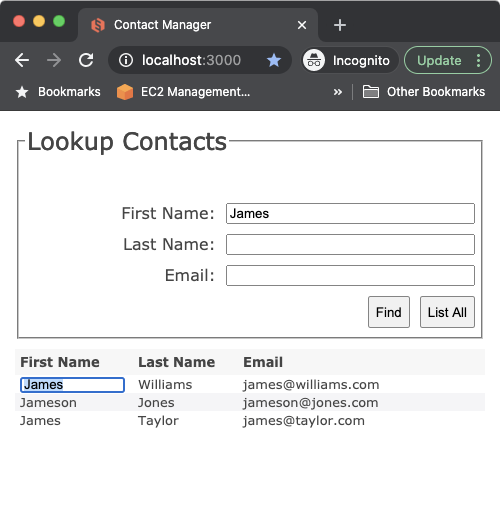 Contact Manager
localhost:3000
Incognito
Update
Bookmarks
EC2 Management...
»
Other Bookmarks
Lookup Contacts
First Name: James
Last Name:
Email:
Find List All
First Name Last Name Email
James Williams james@williams.com
Jameson Jones jameson@jones.com
James Taylor james@taylor.com